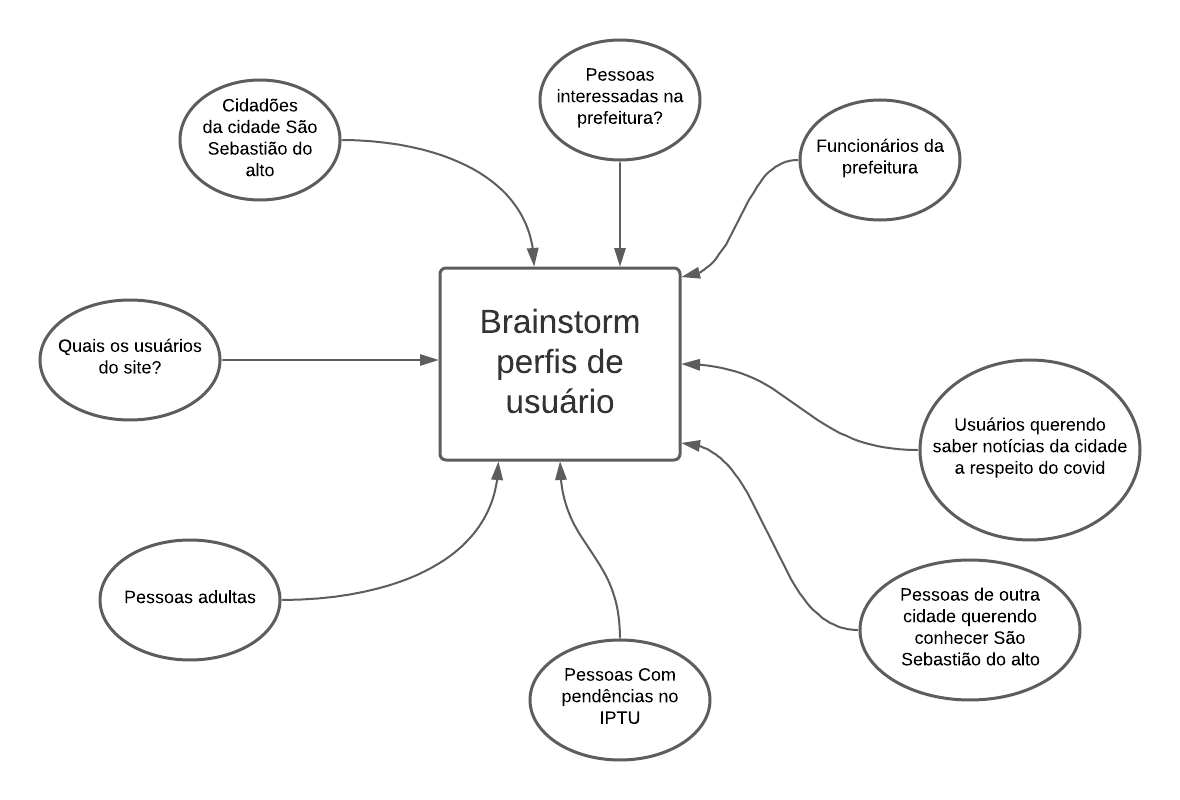 Pessoas
interessadas na
prefeitura?
Cidadões
da cidade São
Sebastião do
alto
Funcionários da
prefeitura
Brainstorm
perfis de
usuário
Quais os usuários
do site?
Usuários querendo
saber notícias da cidade
a respeito do covid
Pessoas adultas
Pessoas de outra
cidade querendo
conhecer São
Sebastião do alto
Pessoas Com
pendências no
IPTU